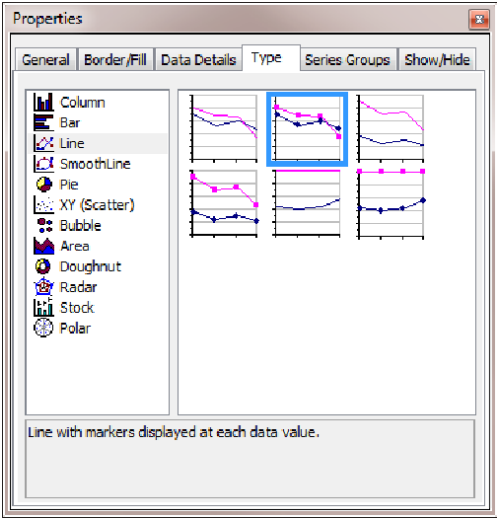 Properties
General Border/Fill Data Details Type Series Groups Show/Hide
Column
Bar
Line
SmoothLine
Pie
XY (Scatter)
Bubble
Area
Doughnut
Radar
Stock
Polar
Line with markers displayed at each data value.